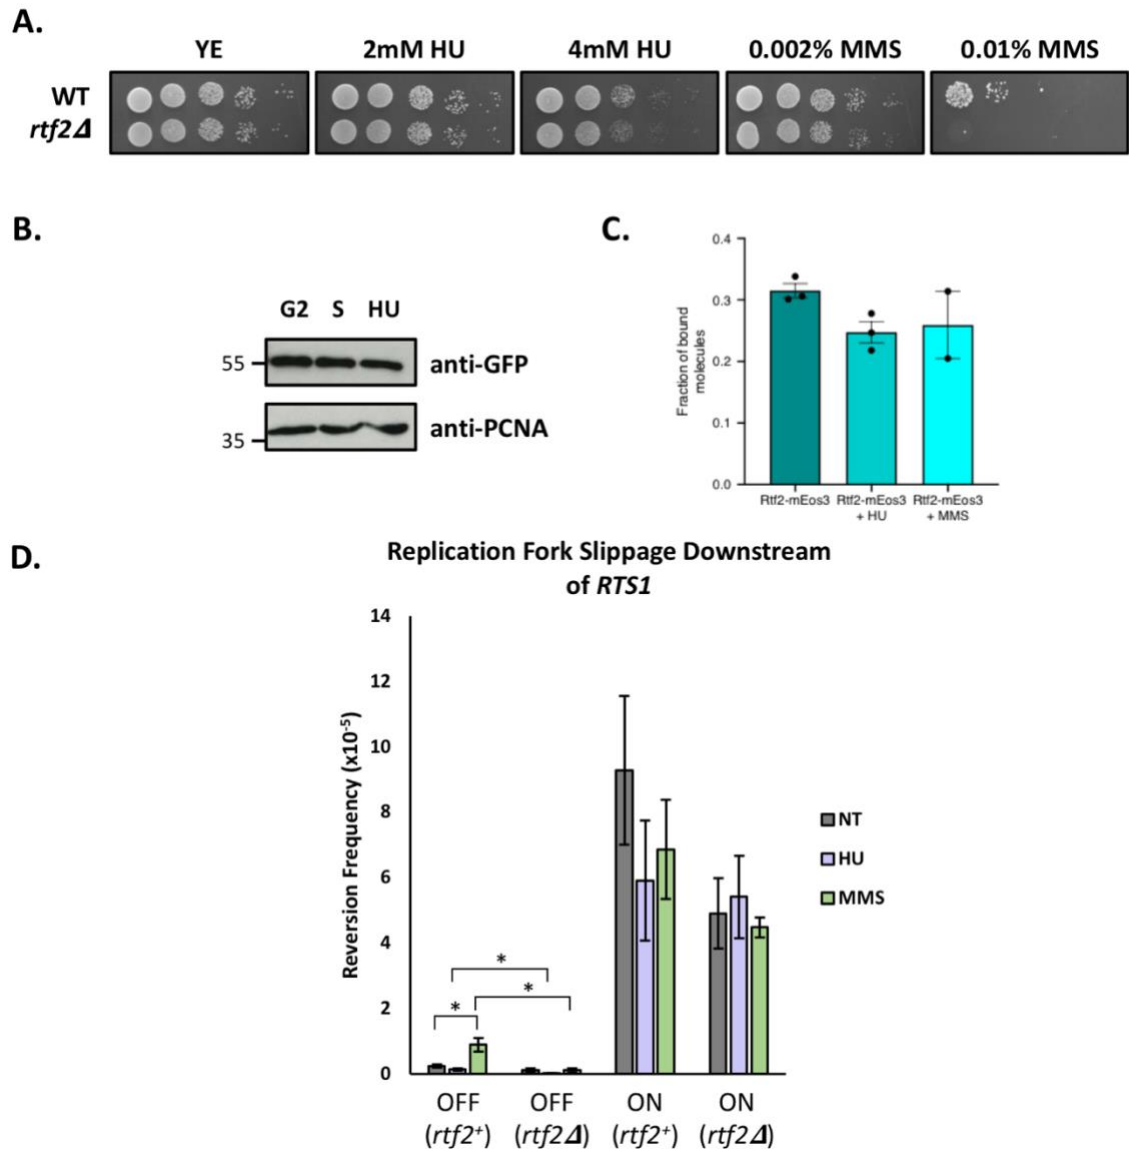 A.
YE 2mM HU 4mM HU 0.002% MMS 0.01% MMS
WT
rtf2Δ
B.
G2 S HU
55 anti-GFP
35 anti-PCNA
C.
0.4
0.3
0.2
0.1
0.0
Fraction of bound
molecules
Rtf2-mEos3 Rtf2-mEos3 Rtf2-mEos3
+ HU + MMS
D.
Replication Fork Slippage Downstream
of RTS1
Reversion Frequency (x10⁻⁵)
14
12
10
8
6
4
2
0
* 
*
*
NT
HU
MMS
OFF OFF ON ON
(rtf2⁺) (rtf2Δ) (rtf2⁺) (rtf2Δ)